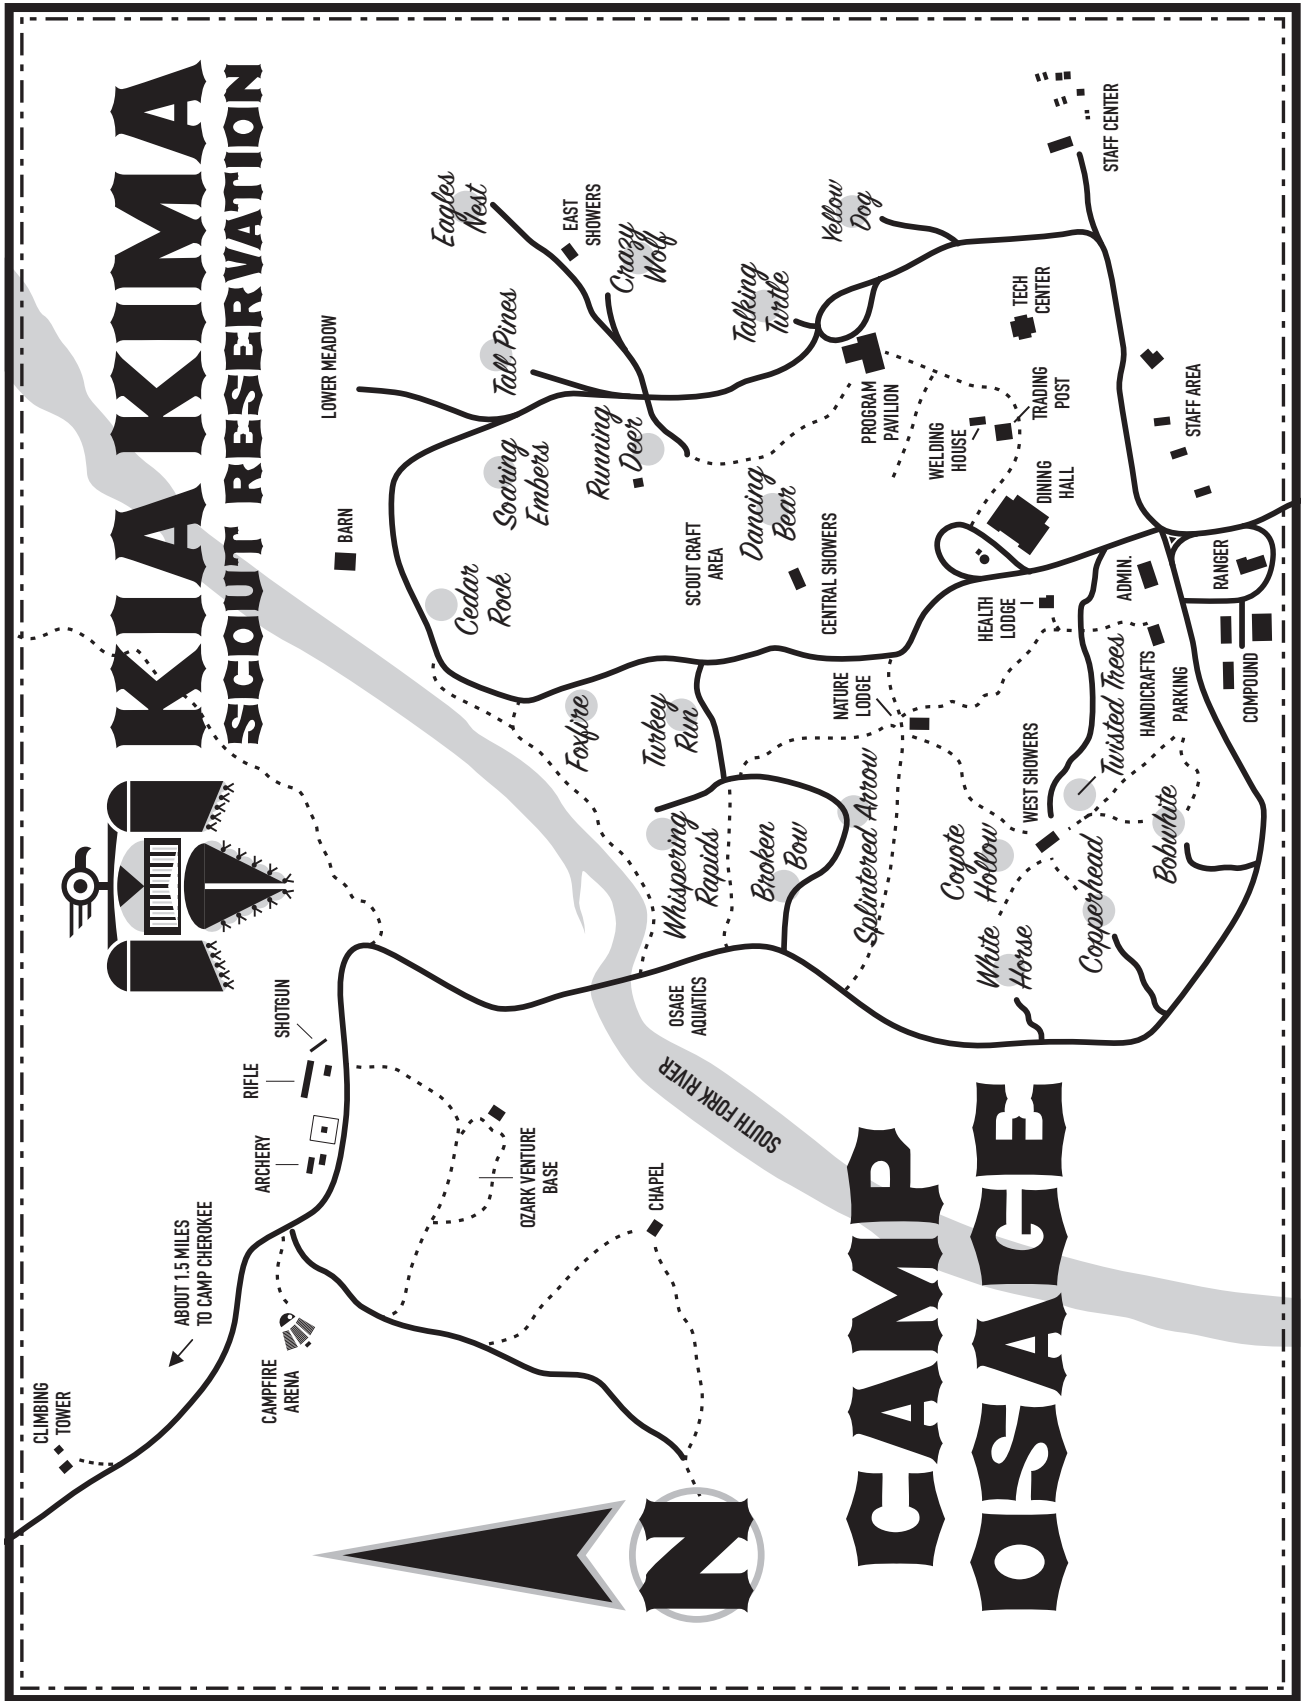 KIA KIMA
SCOUT RESERVATION
CLIMBING
TOWER
ABOUT 1.5 MILES
TO CAMP CHEROKEE
CAMPFIRE
ARENA
ARCHERY
RIFLE
SHOTGUN
BARN
LOWER MEADOW
OZARK VENTURE
BASE
CHAPEL
N
Eagles
Nest
EAST
SHOWERS
Crazy
Wolf
Tall Pines
Soaring
Embers
Running
Deer
Cedar
Rock
Foxfire
Turkey
Run
Whispering
Rapids
OSAGE
AQUATICS
SOUTH FORK RIVER
SCOUT CRAFT
AREA
Dancing
Bear
CENTRAL SHOWERS
Talking
Turtle
Yellow
Dog
PROGRAM
PAVILION
Broken
Bow
Splintered Arrow
NATURE
LODGE
WELDING
HOUSE
TRADING
POST
TECH
CENTER
STAFF CENTER
DINING
HALL
HEALTH
LODGE
Coyote
Hollow
White
Horse
WEST SHOWERS
Copperhead
Twisted Trees
Bobwhite
HANDICRAFTS
PARKING
ADMIN.
STAFF AREA
RANGER
COMPOUND
CAMP
OSAGE